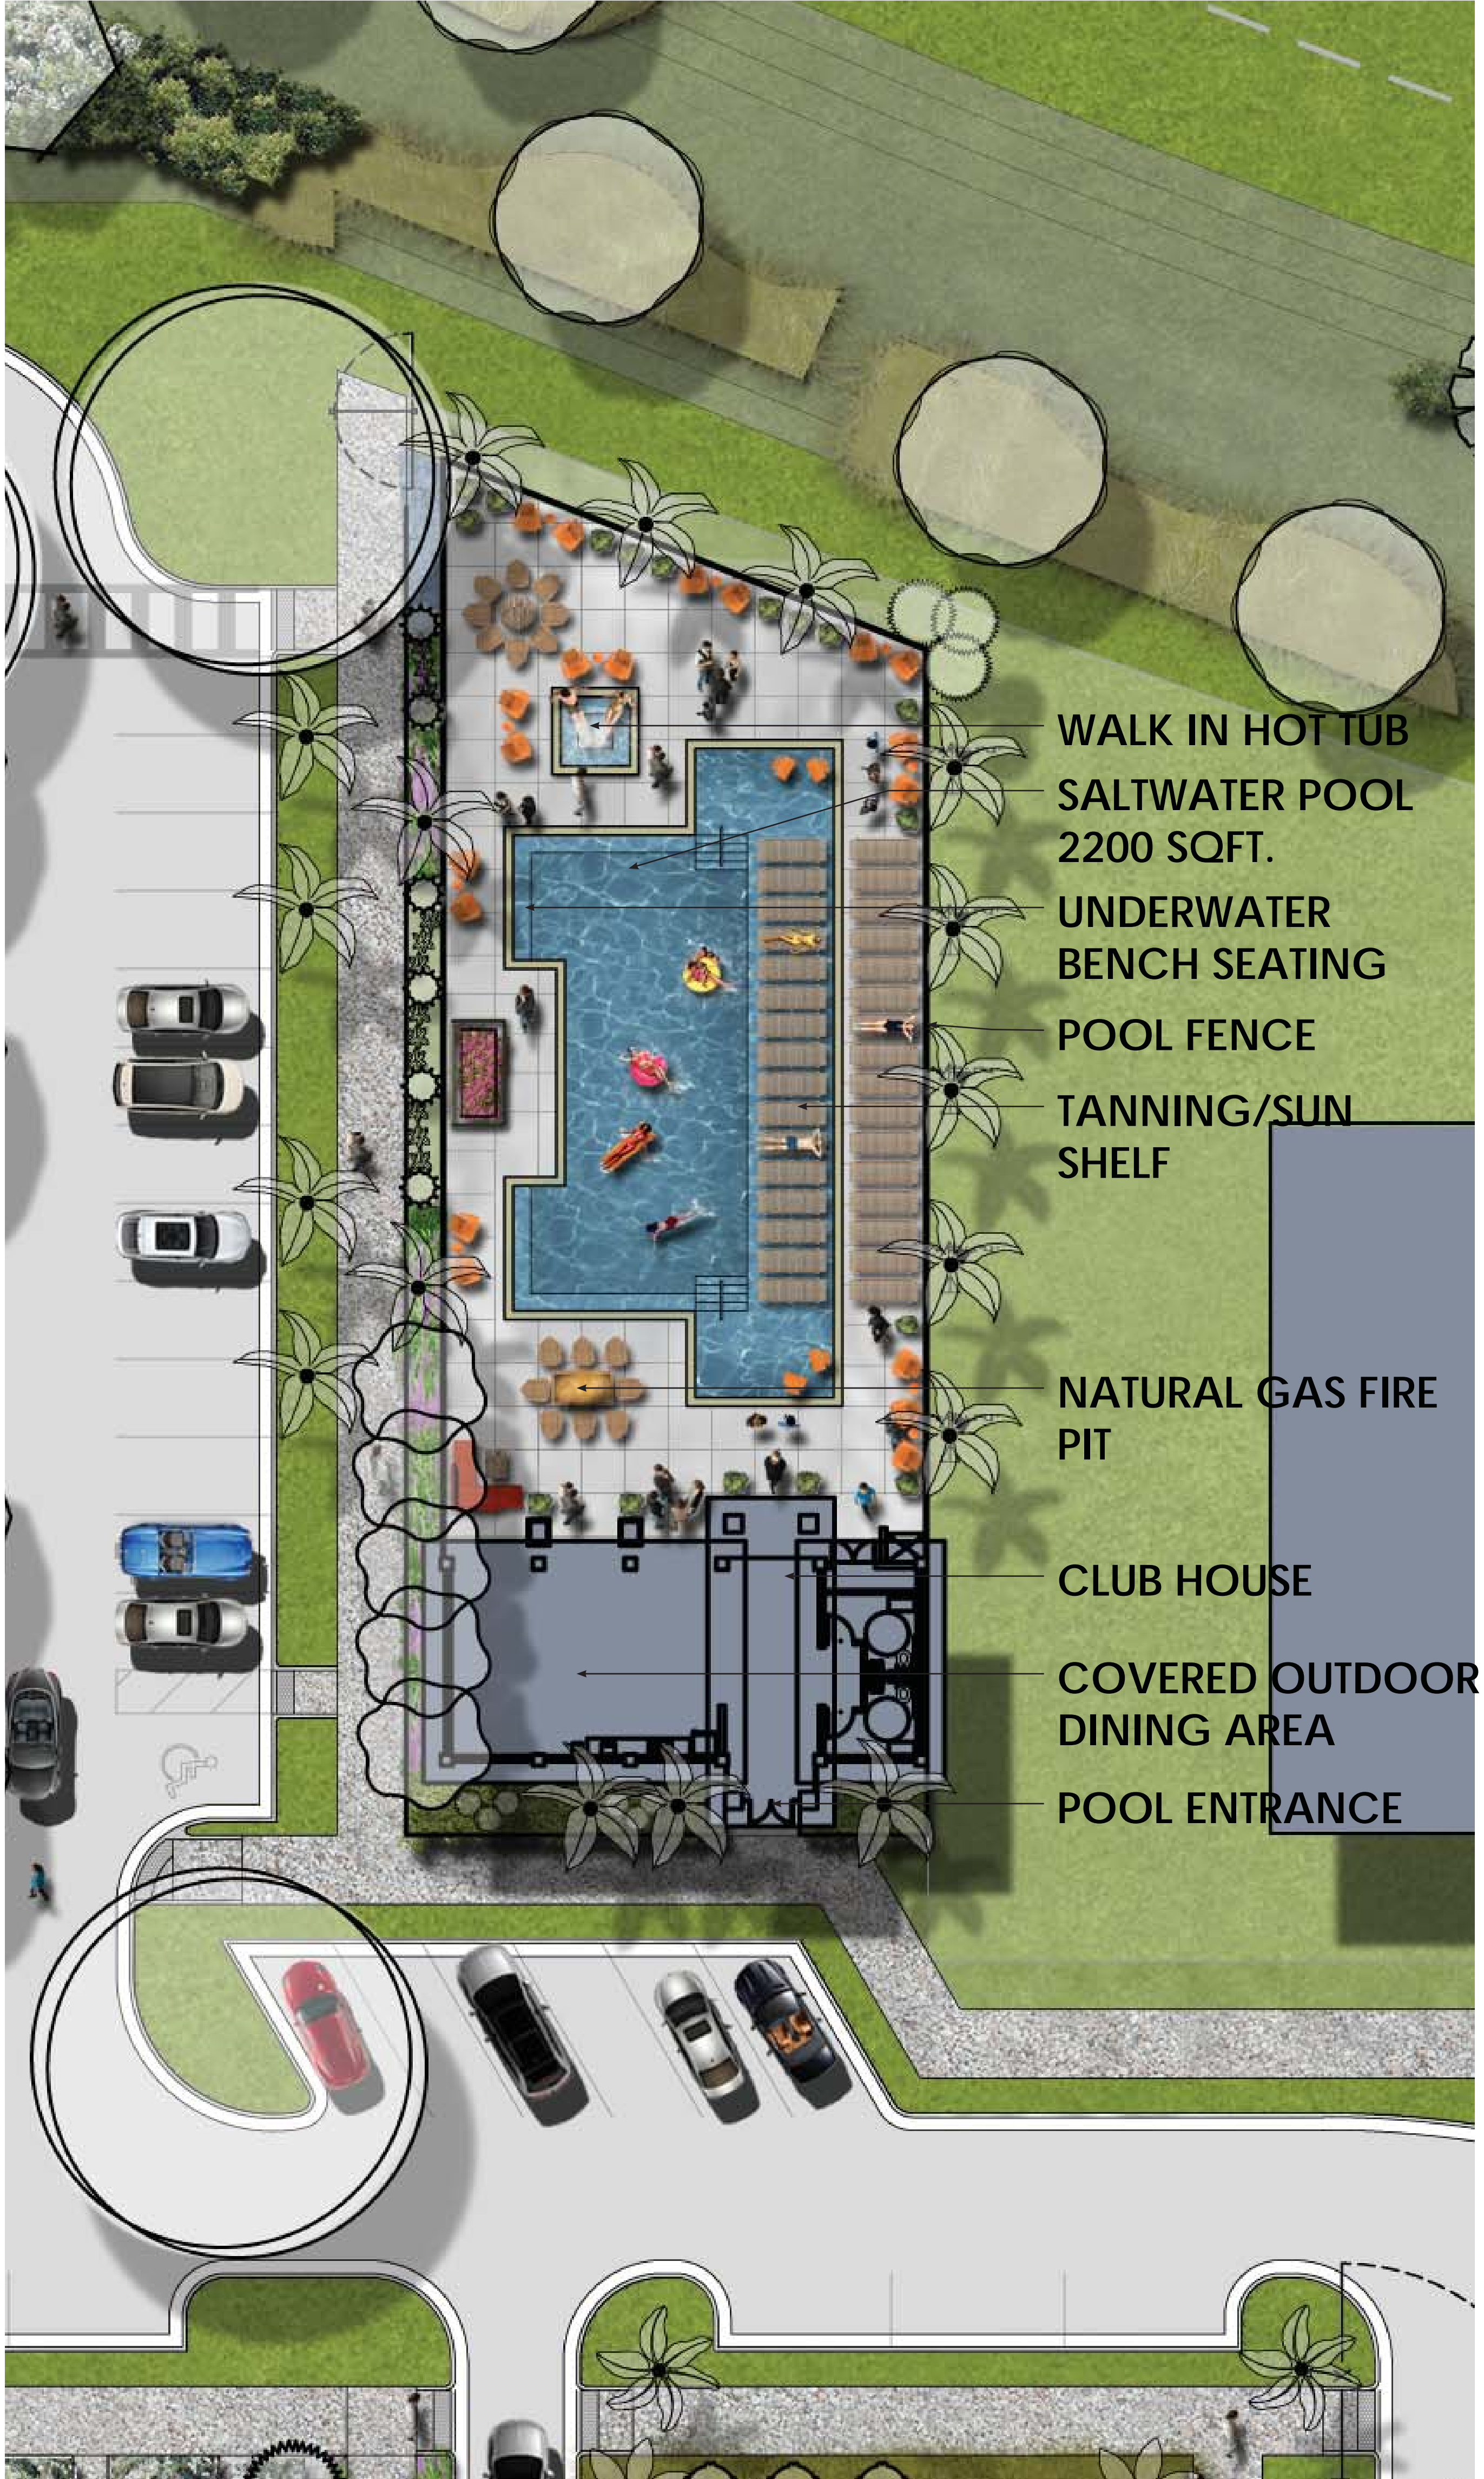 WALK IN HOT TUB
SALTWATER POOL
2200 SQFT.
UNDERWATER
BENCH SEATING
POOL FENCE
TANNING/SUN
SHELF
NATURAL GAS FIRE
PIT
CLUB HOUSE
COVERED OUTDOOR
DINING AREA
POOL ENTRANCE